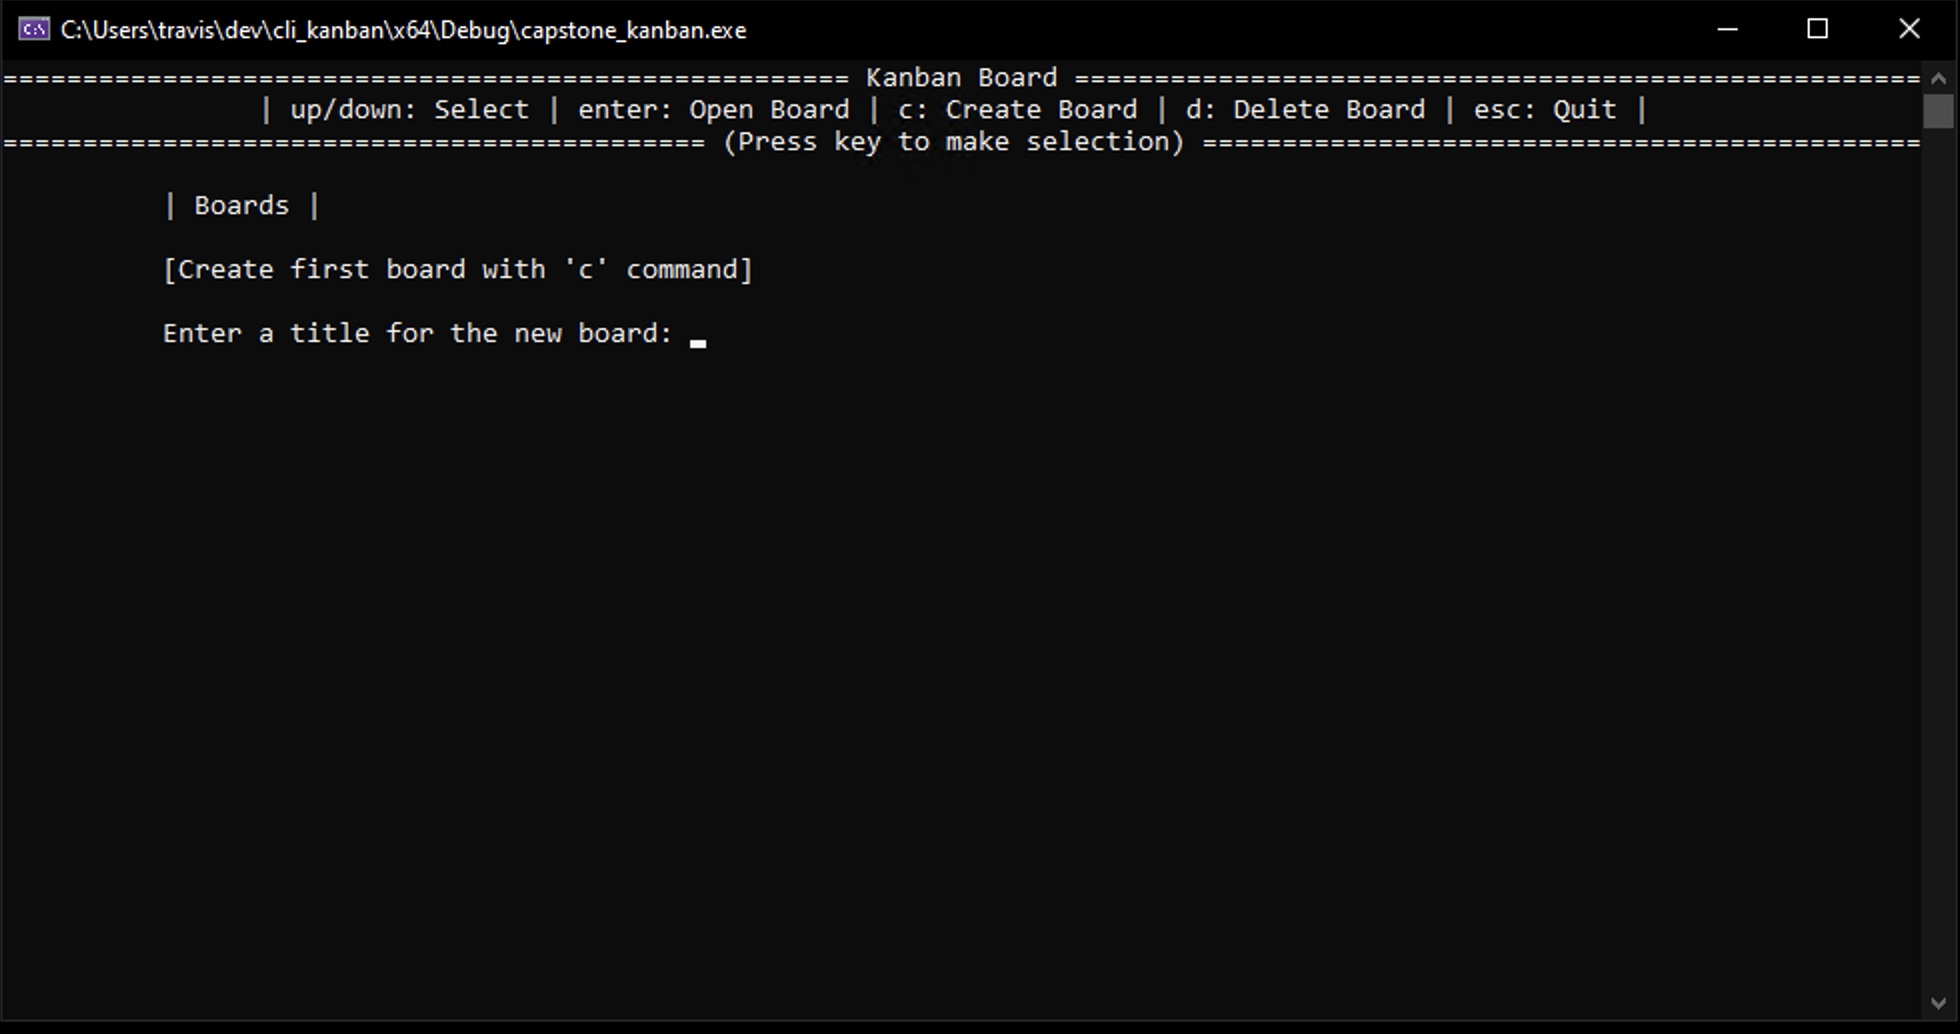 C:\Users\travis\dev\cli_kanban\x64\Debug\capstone_kanban.exe
===================================================== Kanban Board =====================================================
| up/down: Select | enter: Open Board | c: Create Board | d: Delete Board | esc: Quit |
============================================ (Press key to make selection) =============================================
| Boards |
[Create first board with 'c' command]
Enter a title for the new board: _